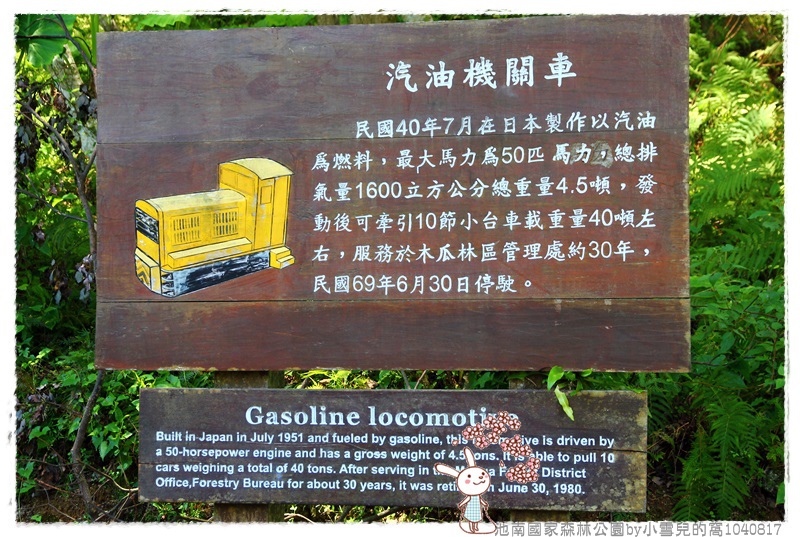 汽油機關車
民國40年7月在日本製作以汽油
為燃料，最大馬力為50匹馬力，總排
氣量1600立方公分總重量4.5噸，發
動後可牽引10節小台車載重量40噸左
右，服務於木瓜林區管理處約30年，
民國69年6月30日停駛。
Gasoline locomotive
Built in Japan in July 1951 and fueled by gasoline, this is driven by
a 50-horsepower engine and has a gross weight of 4.5 tons. It is able to pull 10
cars weighing a total of 40 tons. After serving in the District
Office,Forestry Bureau for about 30 years, it was on June 30, 1980.
池南國家森林公園by小雪兒的窩1040817